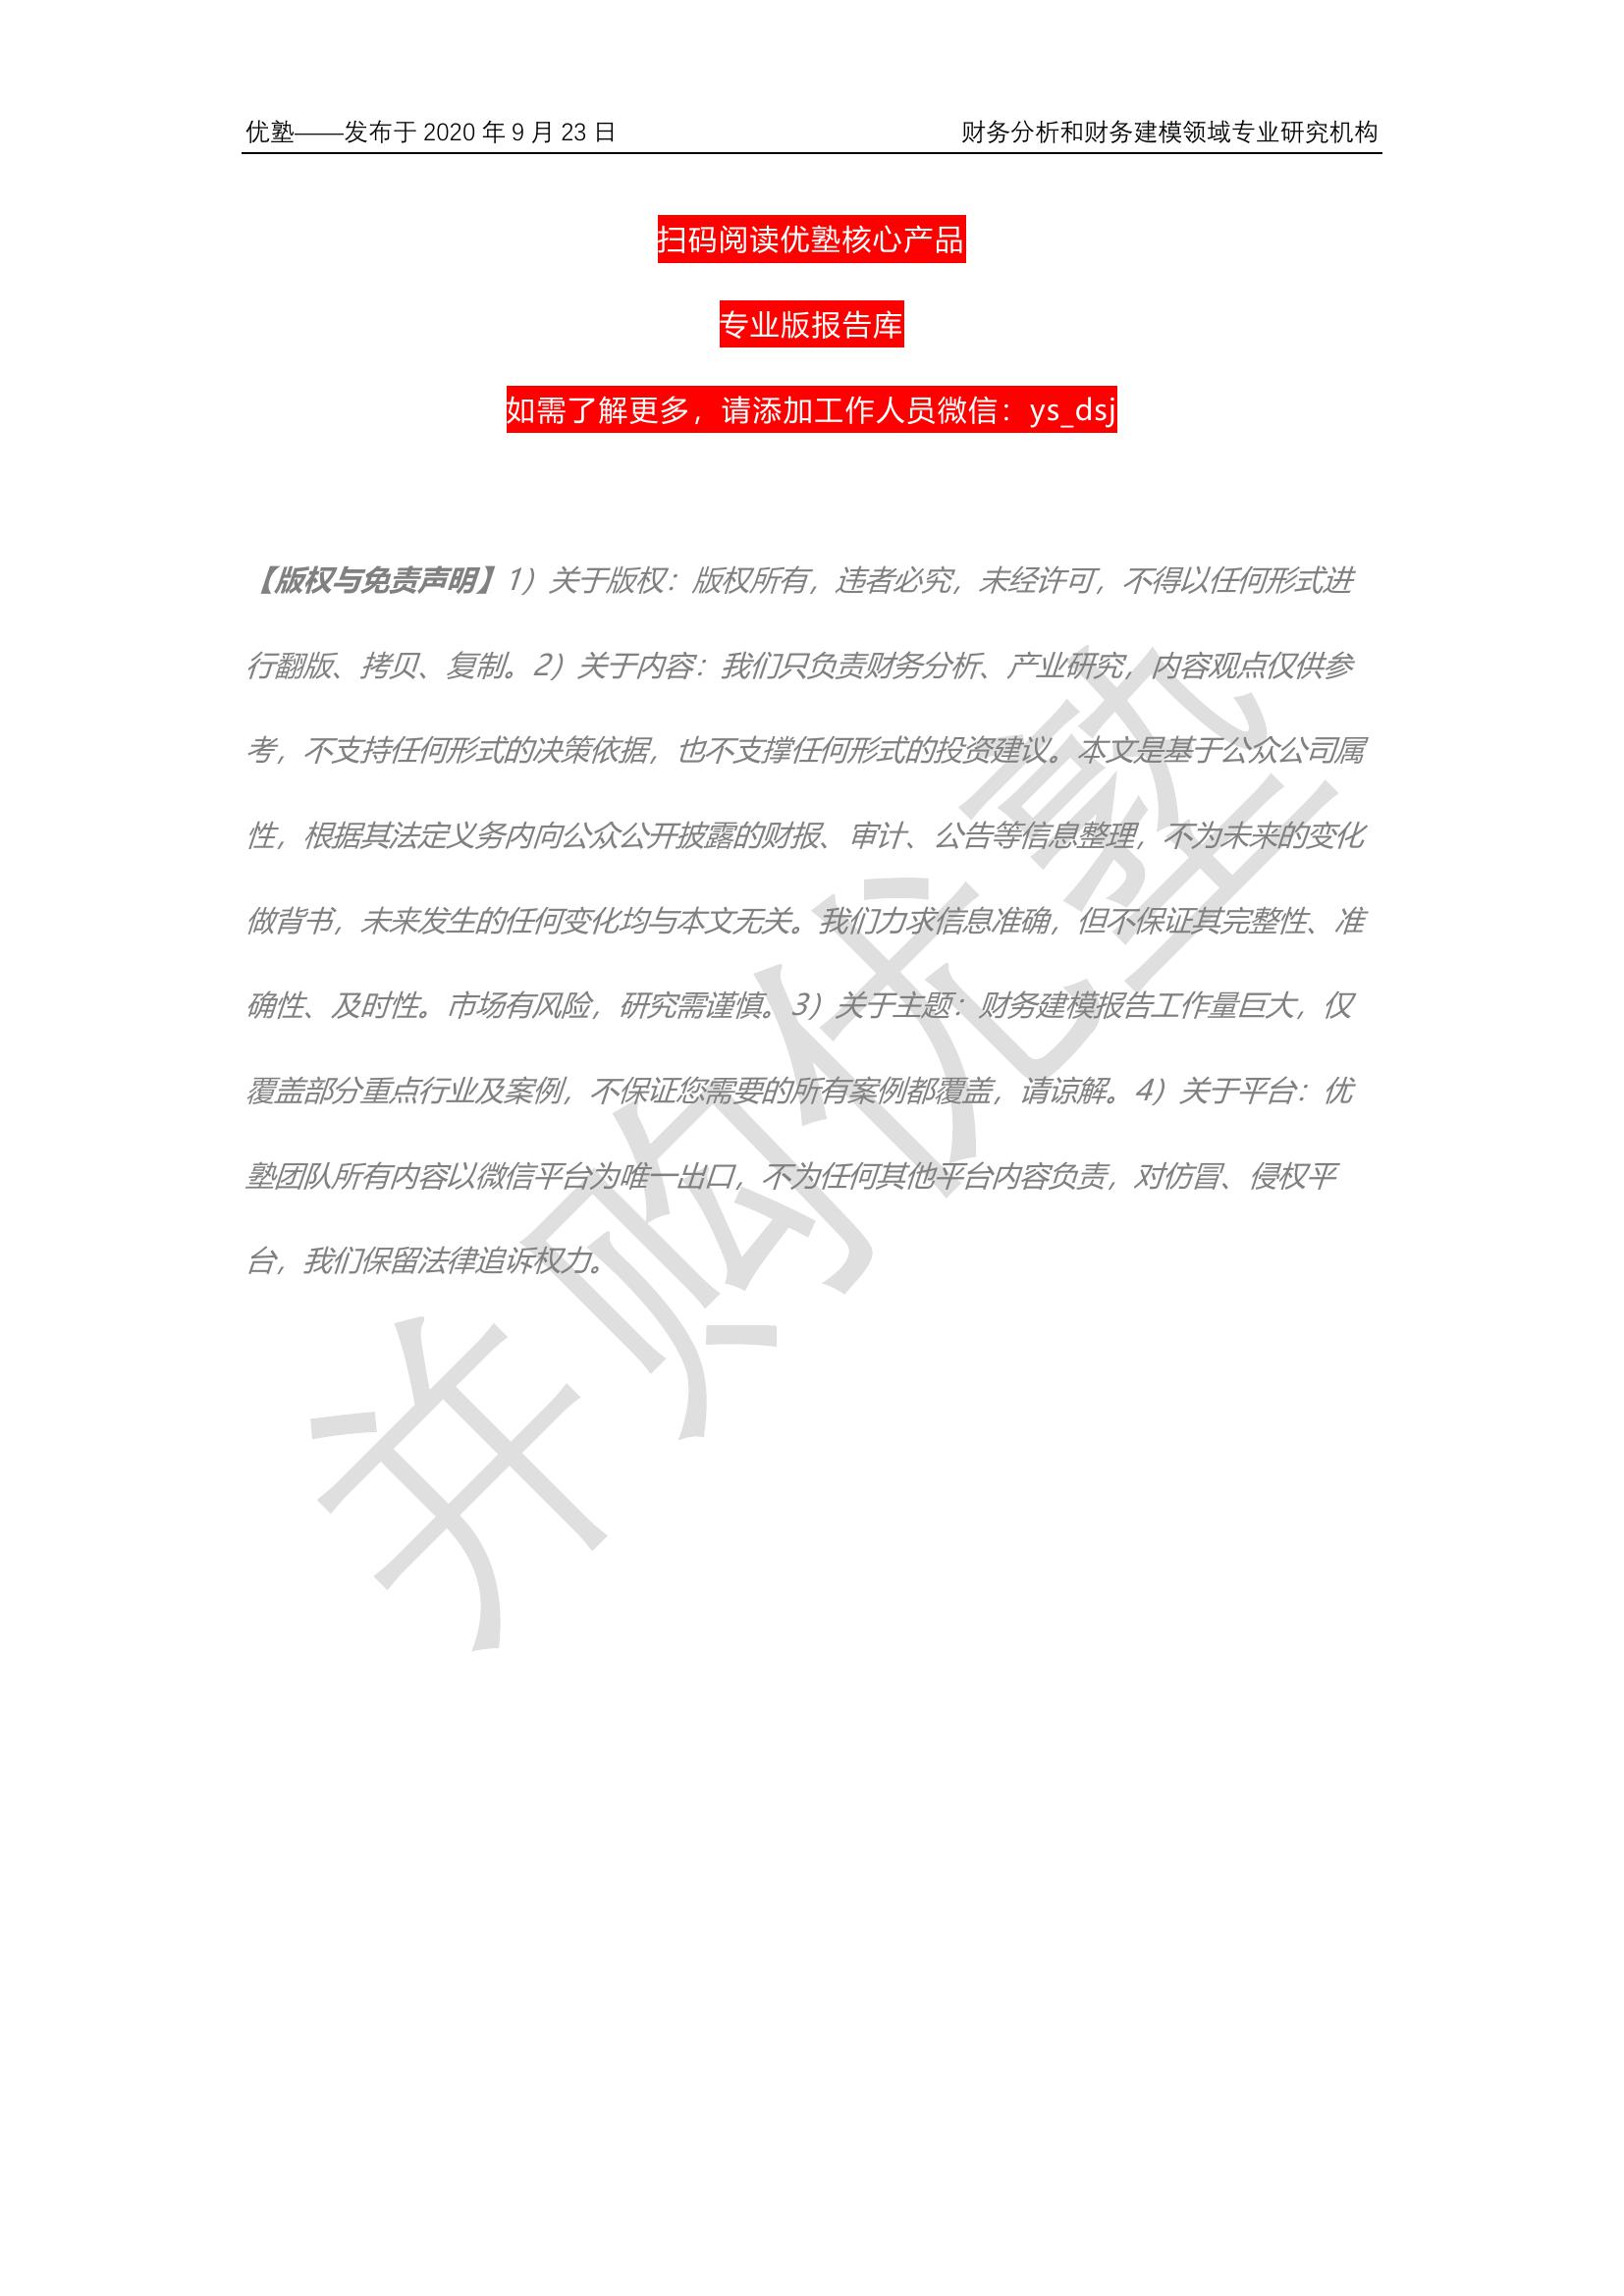 优塾——发布于 2020 年 9 月 23 日 财务分析和财务建模领域专业研究机构
扫码阅读优塾核心产品
专业版报告库
如需了解更多，请添加工作人员微信：ys_dsj
【版权与免责声明】1）关于版权：版权所有，违者必究，未经许可，不得以任何形式进
行翻版、拷贝、复制。2）关于内容：我们只负责财务分析、产业研究，内容观点仅供参
考，不支持任何形式的决策依据，也不支撑任何形式的投资建议。本文是基于公众公司属
性，根据其法定义务内向公众公开披露的财报、审计、公告等信息整理，不为未来的变化
做背书，未来发生的任何变化均与本文无关。我们力求信息准确，但不保证其完整性、准
确性、及时性。市场有风险，研究需谨慎。3）关于主题：财务建模报告工作量巨大，仅
覆盖部分重点行业及案例，不保证您需要的所有案例都覆盖，请谅解。4）关于平台：优
塾团队所有内容以微信平台为唯一出口，不为任何其他平台内容负责，对仿冒、侵权平
台，我们保留法律追诉权力。
并购优塾